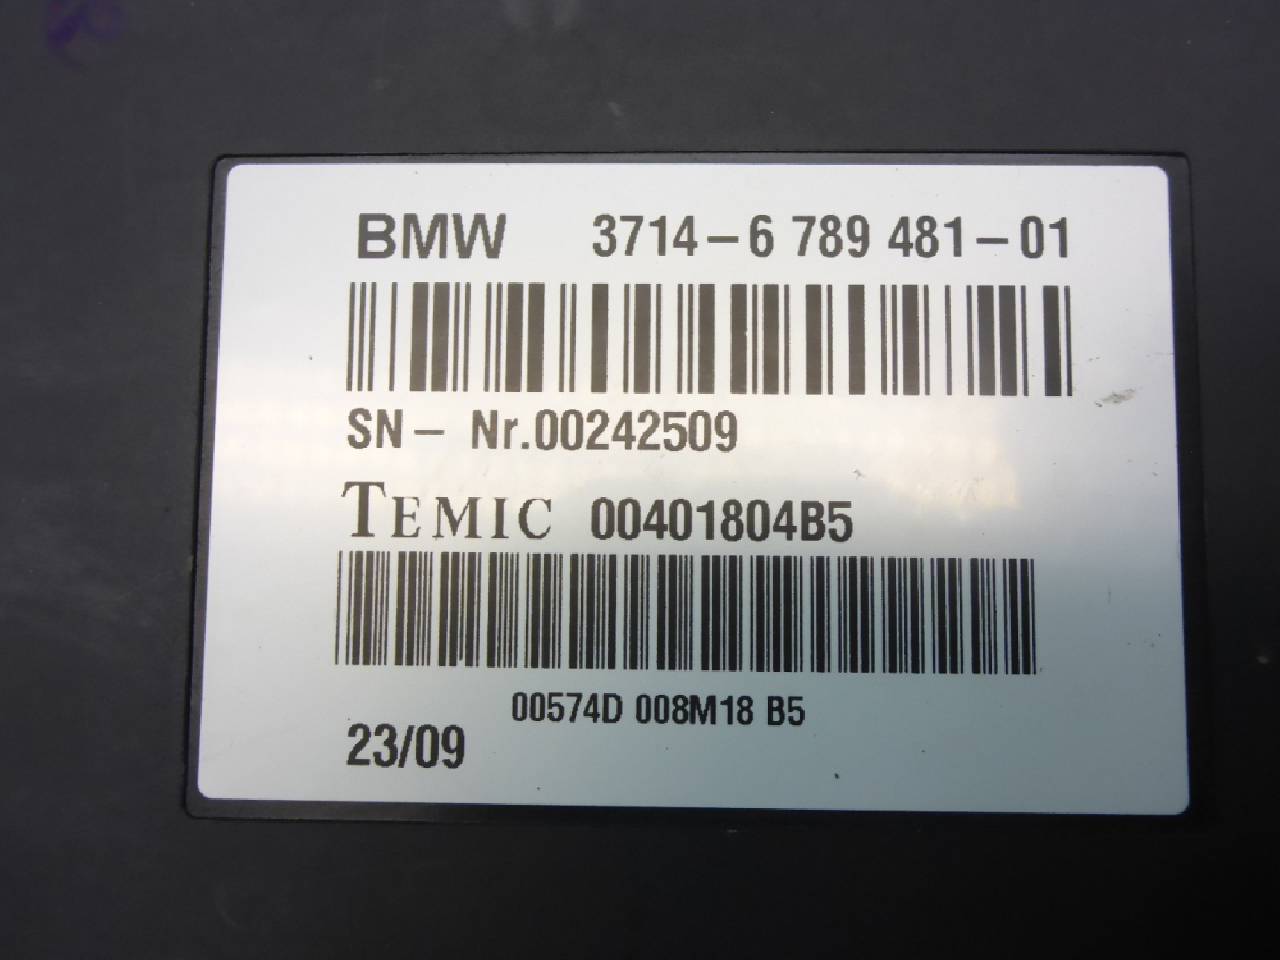 BMW 3714-6 789 481-01
SN- Nr.00242509
TEMIC 00401804B5
00574D 008M18 B5
23/09